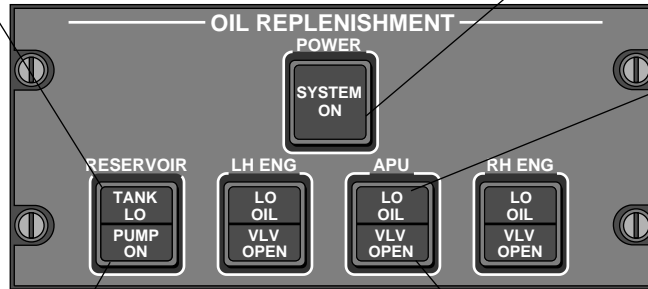 OIL REPLENISHMENT
POWER
SYSTEM
ON
RESERVOIR LH ENG APU RH ENG
TANK LO LO LO
LO OIL OIL OIL
PUMP VLV VLV VLV
ON OPEN OPEN OPEN